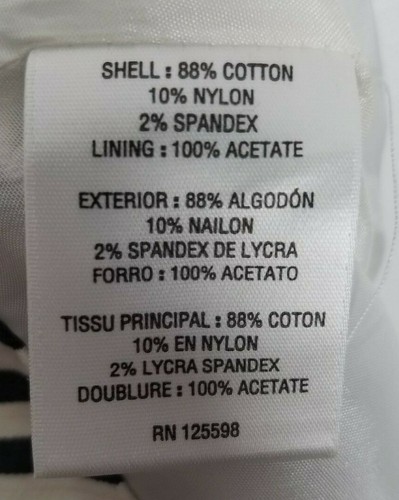 SHELL : 88% COTTON
10% NYLON
2% SPANDEX
LINING : 100% ACETATE
EXTERIOR : 88% ALGODÓN
10% NAILON
2% SPANDEX DE LYCRA
FORRO : 100% ACETATO
TISSU PRINCIPAL : 88% COTON
10% EN NYLON
2% LYCRA SPANDEX
DOUBLURE : 100% ACETATE
RN 125598